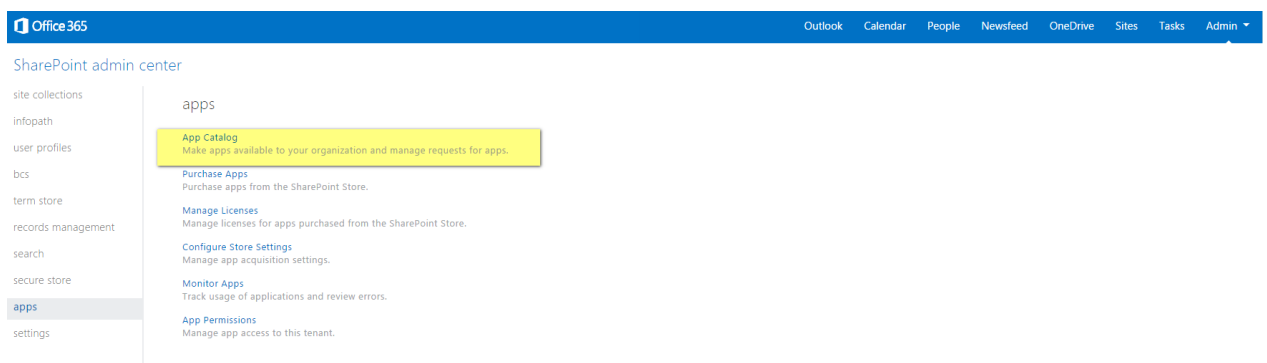 Office 365 Outlook Calendar People Newsfeed OneDrive Sites Tasks Admin
SharePoint admin center
site collections
infopath
user profiles
bcs
term store
records management
search
secure store
apps
settings
apps
App Catalog
Make apps available to your organization and manage requests for apps.
Purchase Apps
Purchase apps from the SharePoint Store.
Manage Licenses
Manage licenses for apps purchased from the SharePoint Store.
Configure Store Settings
Manage app acquisition settings.
Monitor Apps
Track usage of applications and review errors.
App Permissions
Manage app access to this tenant.